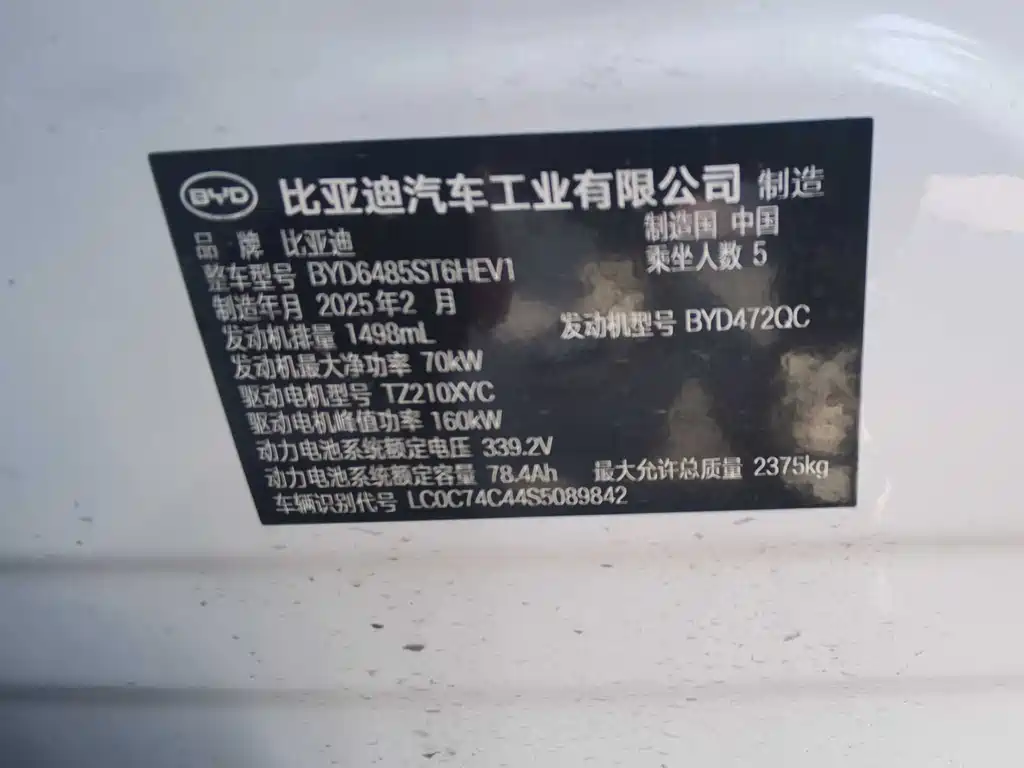 BYD 比亚迪汽车工业有限公司 制造
制造国 中国
品牌 比亚迪
乘坐人数 5
整车型号 BYD6485ST6HEV1
制造年月 2025年2月
发动机排量 1498mL
发动机型号 BYD472QC
发动机最大净功率 70kW
驱动电机型号 TZ210XYC
驱动电机峰值功率 160kW
动力电池系统额定电压 339.2V
动力电池系统额定容量 78.4Ah
最大允许总质量 2375kg
车辆识别代号 LC0C74C44S5089842